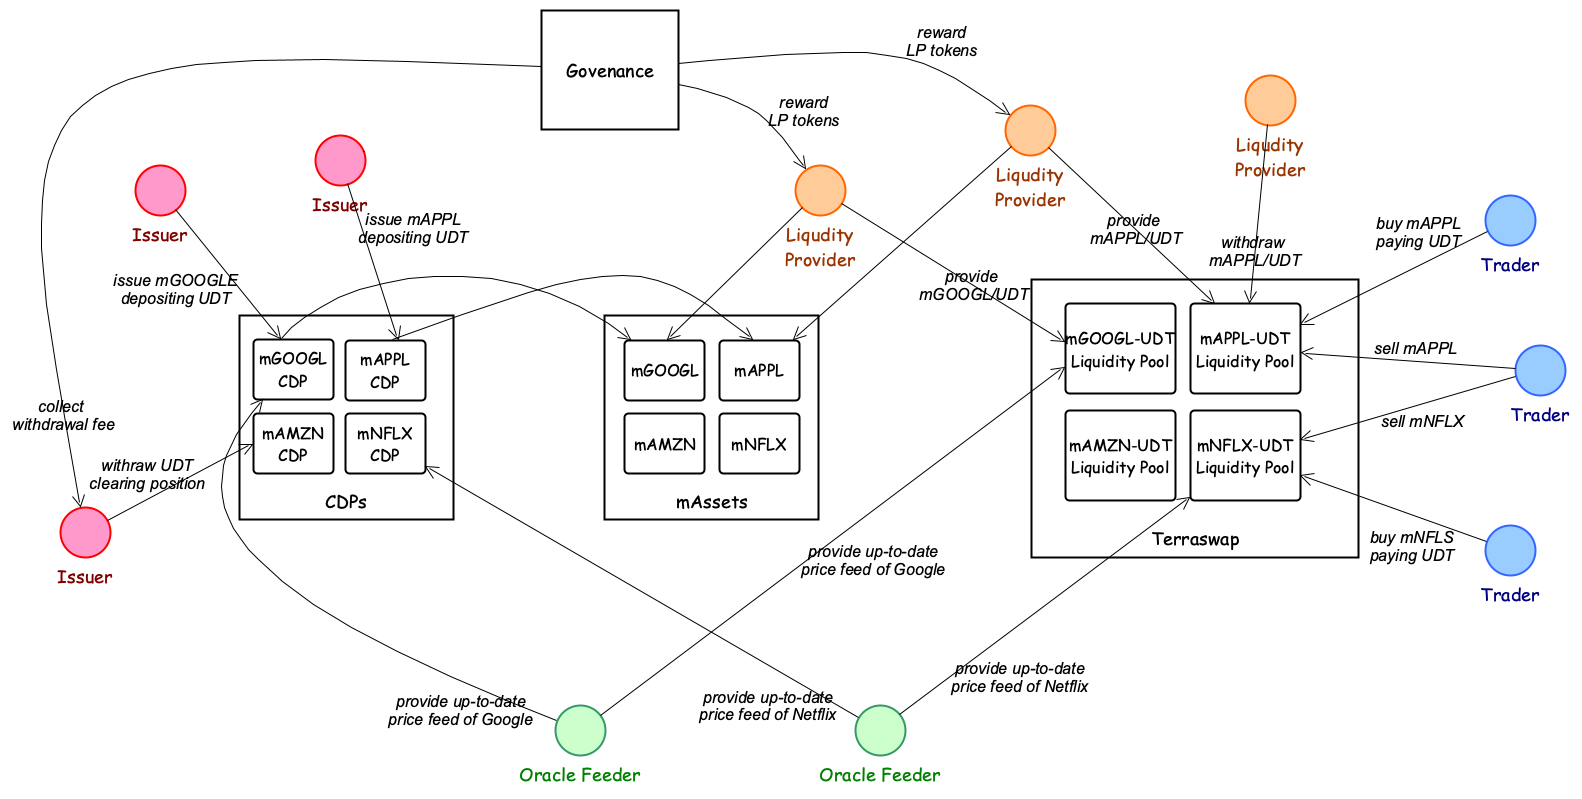 Govenance
reward
LP tokens
reward
LP tokens
Liqudity
Provider
Liqudity
Provider
Liqudity
Provider
Issuer
Issuer
issue mAPPL
depositing UDT
issue mGOOGLE
depositing UDT
provide
mAPPL/UDT
withdraw
mAPPL/UDT
provide
mGOOGL/UDT
buy mAPPL
paying UDT
Trader
mGOOGL
CDP
mAPPL
CDP
mAMZN
CDP
mNFLX
CDP
CDPs
mGOOGL
mAPPL
mAMZN
mNFLX
mAssets
mGOOGL-UDT
Liquidity Pool
mAPPL-UDT
Liquidity Pool
mAMZN-UDT
Liquidity Pool
mNFLX-UDT
Liquidity Pool
Terraswap
sell mAPPL
Trader
sell mNFLX
collect
withdrawal fee
withraw UDT
clearing position
Issuer
buy mNFLS
paying UDT
Trader
provide up-to-date
price feed of Google
provide up-to-date
price feed of Netflix
provide up-to-date
price feed of Google
provide up-to-date
price feed of Netflix
Oracle Feeder
Oracle Feeder